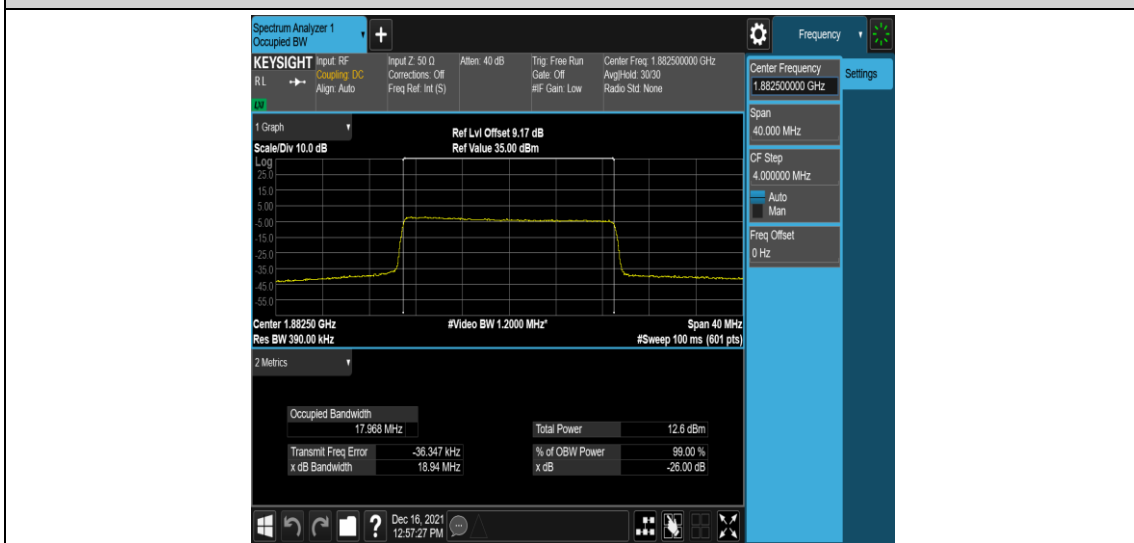 Spectrum Analyzer 1
Occupied BW
+
Frequency
KEYSIGHT
RL
LXI
Input: RF
Coupling: DC
Align: Auto
Input Z: 50 Ω
Corrections: Off
Freq Ref: Int (S)
Atten: 40 dB
Trig: Free Run
Gate: Off
#IF Gain: Low
Center Freq: 1.882500000 GHz
Avg|Hold: 30/30
Radio Std: None
Center Frequency
1.882500000 GHz
Settings
Span
40.000 MHz
CF Step
4.000000 MHz
Auto
Man
Freq Offset
0 Hz
1 Graph
Scale/Div 10.0 dB
Ref Lvl Offset 9.17 dB
Ref Value 35.00 dBm
Log
25.0
15.0
5.00
-5.00
-15.0
-25.0
-35.0
-45.0
-55.0
Center 1.88250 GHz
#Video BW 1.2000 MHz*
Span 40 MHz
Res BW 390.00 kHz
#Sweep 100 ms (601 pts)
2 Metrics
Occupied Bandwidth
17.968 MHz
Total Power 12.6 dBm
Transmit Freq Error -36.347 kHz
% of OBW Power 99.00 %
x dB Bandwidth 18.94 MHz
x dB -26.00 dB
?
Dec 16, 2021
12:57:27 PM